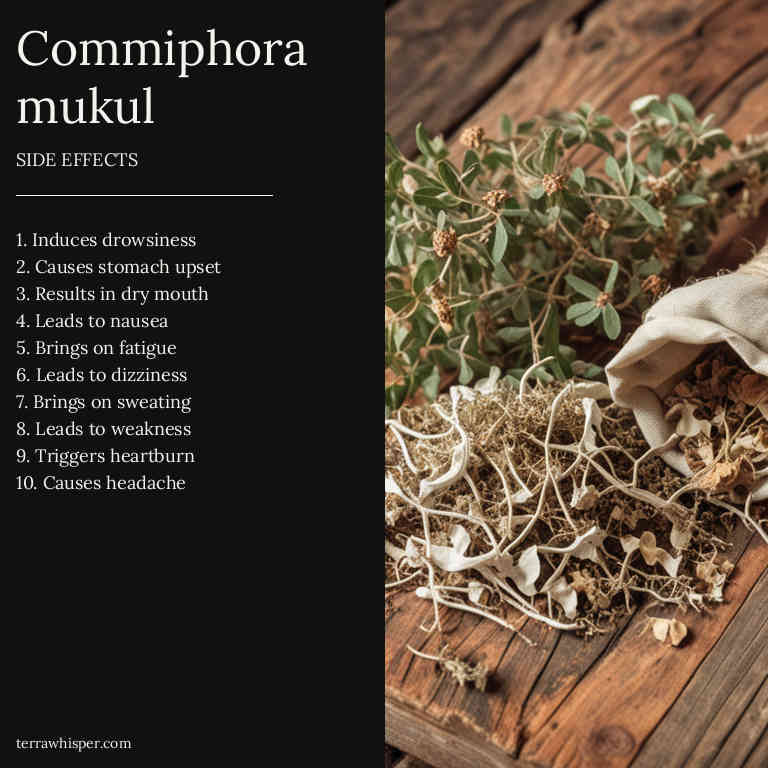 Commiphora
mukul
SIDE EFFECTS
1. Induces drowsiness
2. Causes stomach upset
3. Results in dry mouth
4. Leads to nausea
5. Brings on fatigue
6. Leads to dizziness
7. Brings on sweating
8. Leads to weakness
9. Triggers heartburn
10. Causes headache
terrawhisper.com